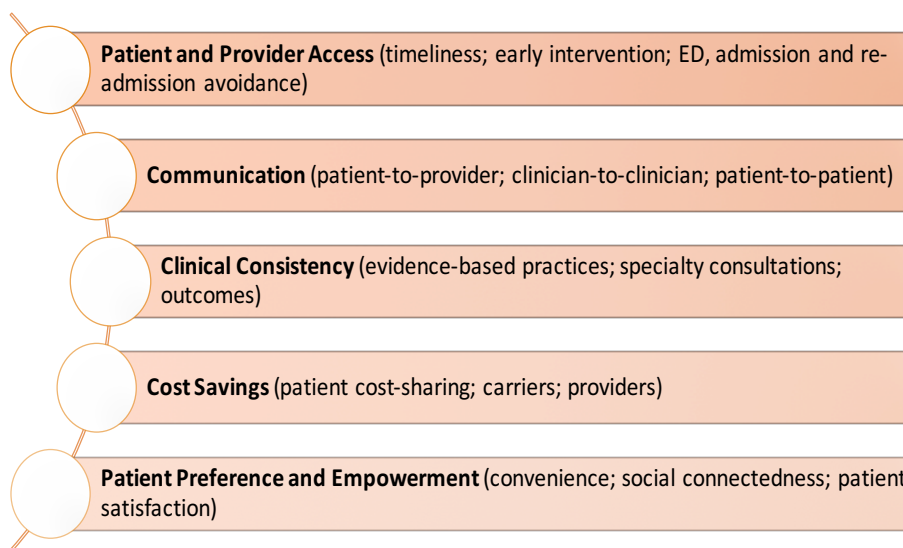 Patient and Provider Access (timeliness; early intervention; ED, admission and re-
admission avoidance)
Communication (patient-to-provider; clinician-to-clinician; patient-to-patient)
Clinical Consistency (evidence-based practices; specialty consultations;
outcomes)
Cost Savings (patient cost-sharing; carriers; providers)
Patient Preference and Empowerment (convenience; social connectedness; patient
satisfaction)